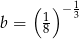 b = (1/8)^{-1/3}